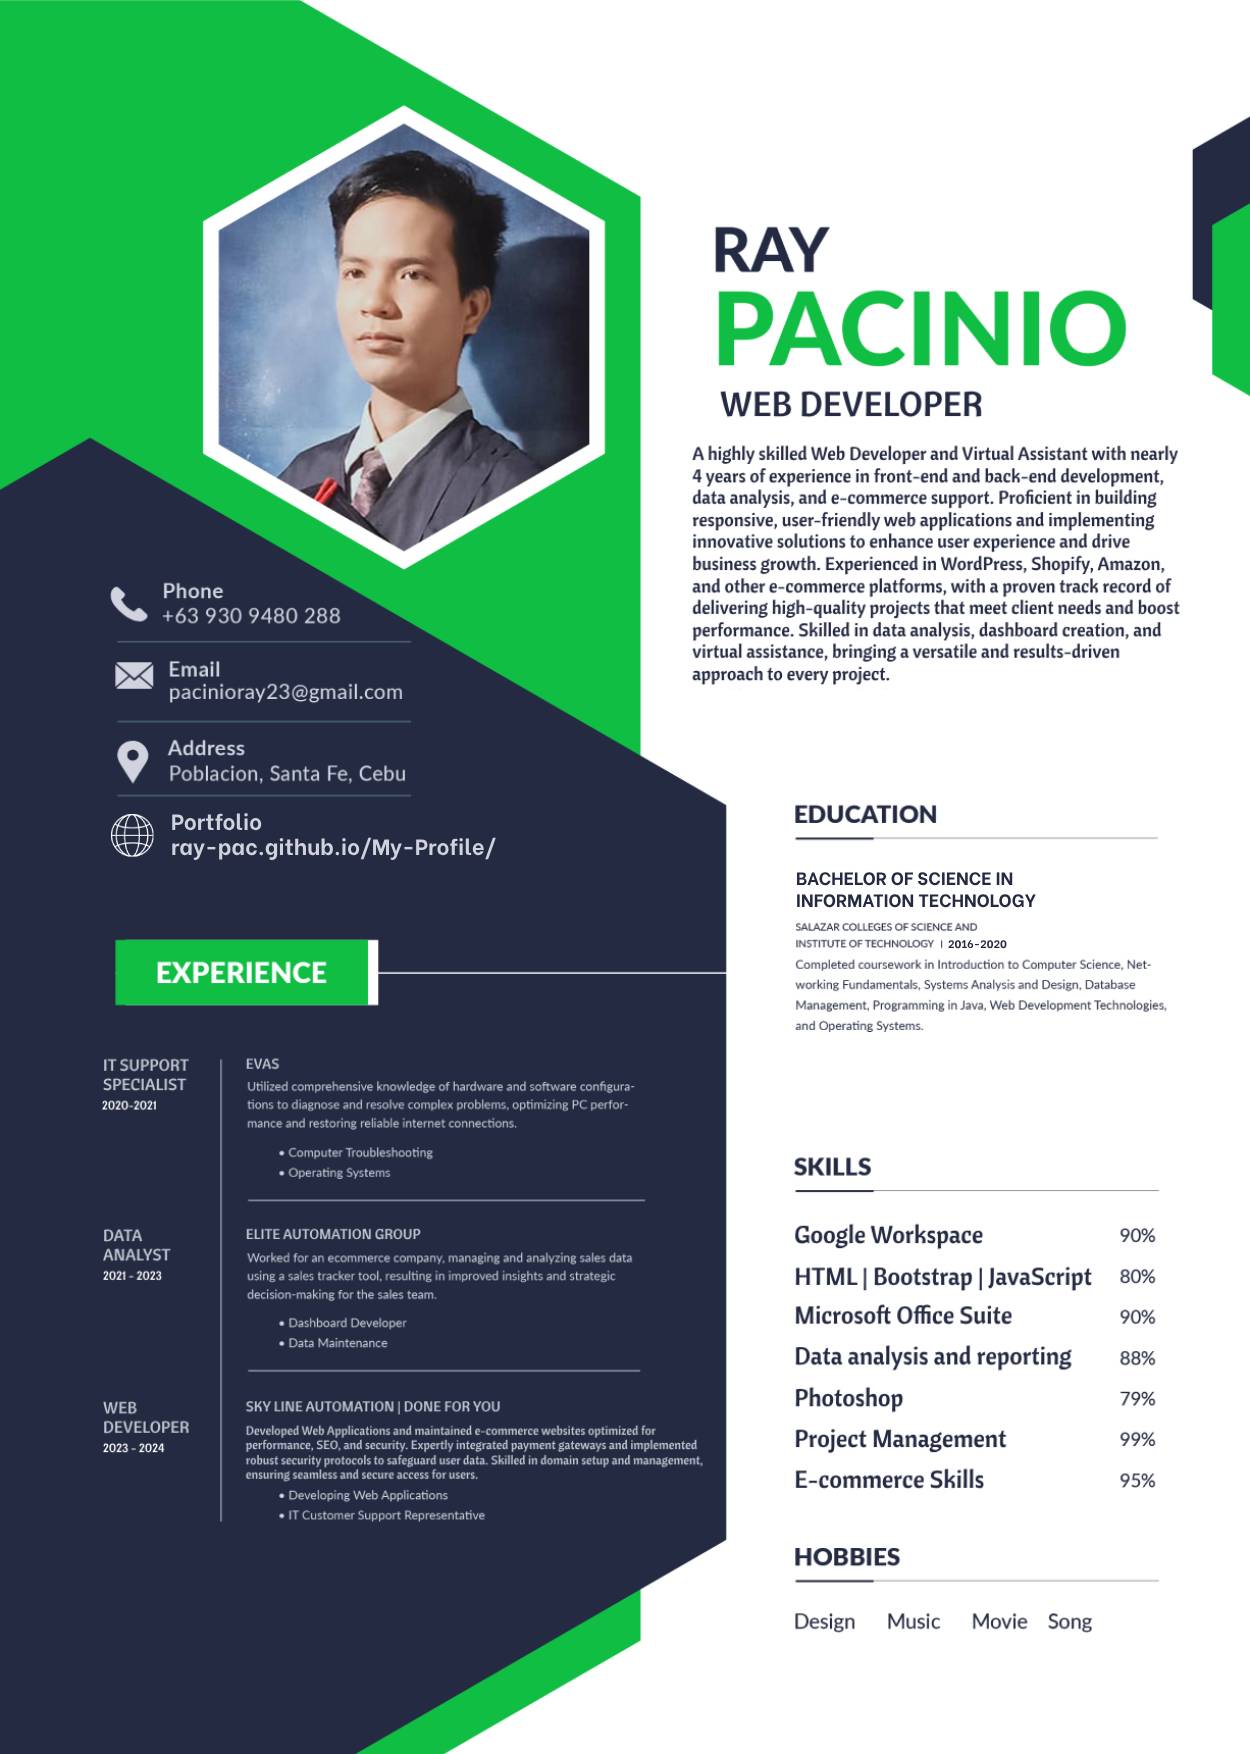 RAY
PACINIO
WEB DEVELOPER
A highly skilled Web Developer and Virtual Assistant with nearly
4 years of experience in front-end and back-end development,
data analysis, and e-commerce support. Proficient in building
responsive, user-friendly web applications and implementing
innovative solutions to enhance user experience and drive
business growth. Experienced in WordPress, Shopify, Amazon,
and other e-commerce platforms, with a proven track record of
delivering high-quality projects that meet client needs and boost
performance. Skilled in data analysis, dashboard creation, and
virtual assistance, bringing a versatile and results-driven
approach to every project.
Phone
+63 930 9480 288
Email
pacinioray23@gmail.com
Address
Poblacion, Santa Fe, Cebu
Portfolio
ray-pac.github.io/My-Profile/
EXPERIENCE
IT SUPPORT
SPECIALIST
2020-2021
EVAS
Utilized comprehensive knowledge of hardware and software configura-
tions to diagnose and resolve complex problems, optimizing PC perfor-
mance and restoring reliable internet connections.
• Computer Troubleshooting
• Operating Systems
DATA
ANALYST
2021 - 2023
ELITE AUTOMATION GROUP
Worked for an ecommerce company, managing and analyzing sales data
using a sales tracker tool, resulting in improved insights and strategic
decision-making for the sales team.
• Dashboard Developer
• Data Maintenance
WEB
DEVELOPER
2023 - 2024
SKY LINE AUTOMATION | DONE FOR YOU
Developed Web Applications and maintained e-commerce websites optimized for
performance, SEO, and security. Expertly integrated payment gateways and implemented
robust security protocols to safeguard user data. Skilled in domain setup and management,
ensuring seamless and secure access for users.
• Developing Web Applications
• IT Customer Support Representative
EDUCATION
BACHELOR OF SCIENCE IN
INFORMATION TECHNOLOGY
SALAZAR COLLEGES OF SCIENCE AND
INSTITUTE OF TECHNOLOGY | 2016-2020
Completed coursework in Introduction to Computer Science, Net-
working Fundamentals, Systems Analysis and Design, Database
Management, Programming in Java, Web Development Technologies,
and Operating Systems.
SKILLS
Google Workspace 90%
HTML | Bootstrap | JavaScript 80%
Microsoft Office Suite 90%
Data analysis and reporting 88%
Photoshop 79%
Project Management 99%
E-commerce Skills 95%
HOBBIES
Design Music Movie Song